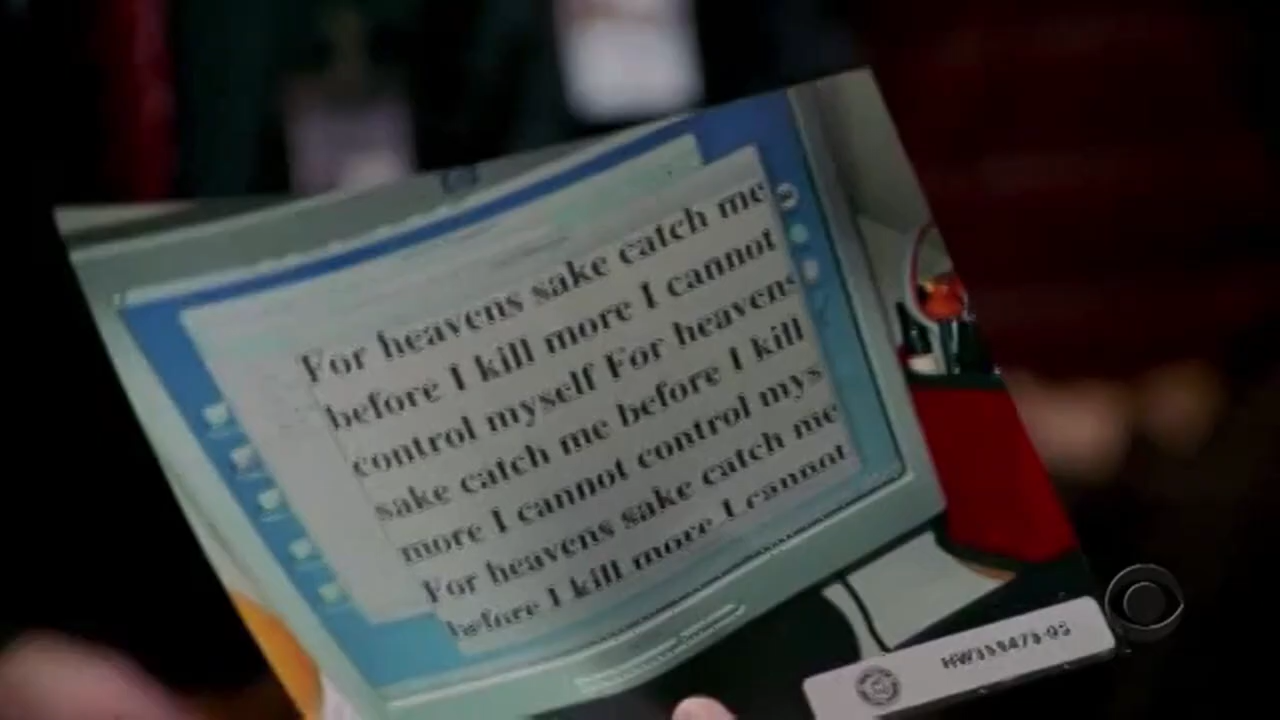 For heavens sake catch me
before I kill more I cannot
control myself For heavens
sake catch me before I kill
more I cannot control mys
For heavens sake catch me
before I kill more I cannot